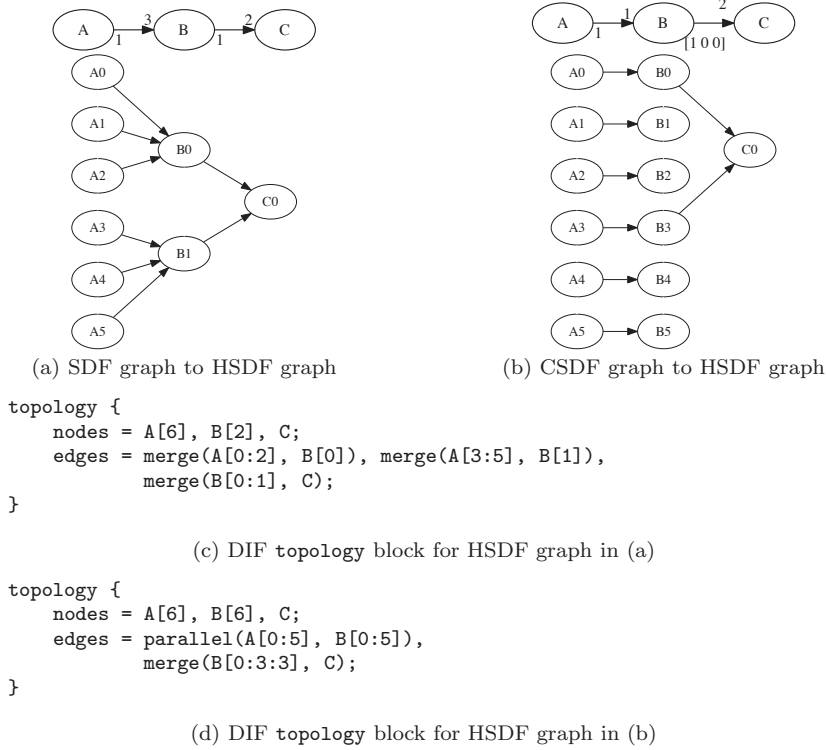 A 1 3 B 1 2 C
A0
A1
A2
A3
A4
A5
B0
B1
C0
(a) SDF graph to HSDF graph
A 1 1 B [1 0 0] 2 C
A0 B0
A1 B1
A2 B2
A3 B3
A4 B4
A5 B5
C0
(b) CSDF graph to HSDF graph
topology {
    nodes = A[6], B[2], C;
    edges = merge(A[0:2], B[0]), merge(A[3:5], B[1]),
            merge(B[0:1], C);
}
(c) DIF topology block for HSDF graph in (a)
topology {
    nodes = A[6], B[6], C;
    edges = parallel(A[0:5], B[0:5]),
            merge(B[0:3:3], C);
}
(d) DIF topology block for HSDF graph in (b)